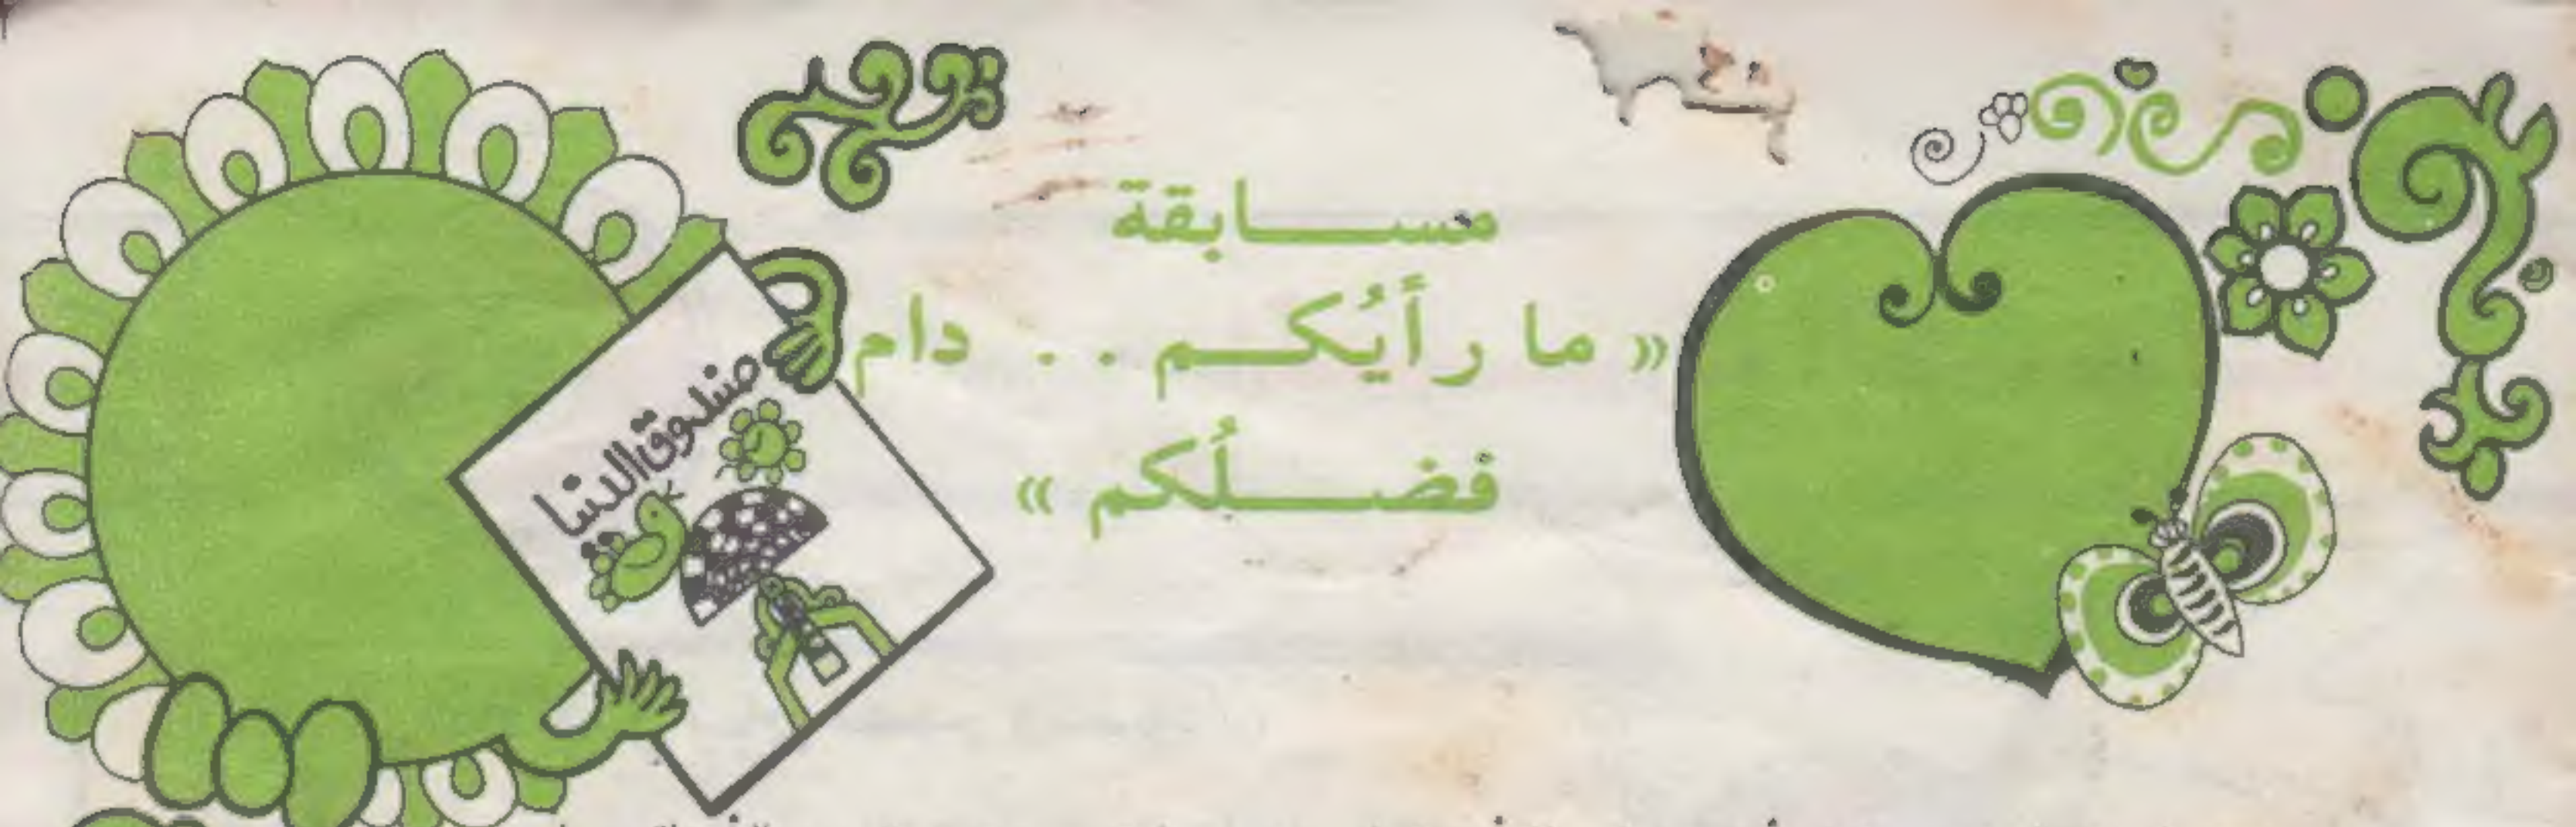 مسابقة
« ما رأيُكم . . دام
فضلُكم »
صندوق الدنيا